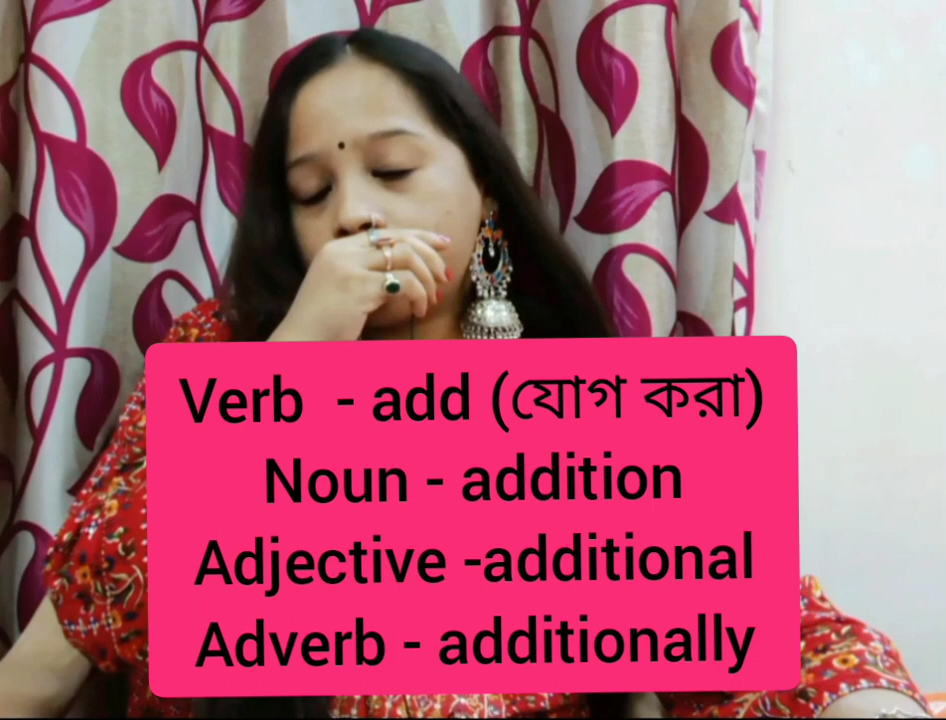 Verb - add (যোগ করা)
Noun - addition
Adjective -additional
Adverb - additionally